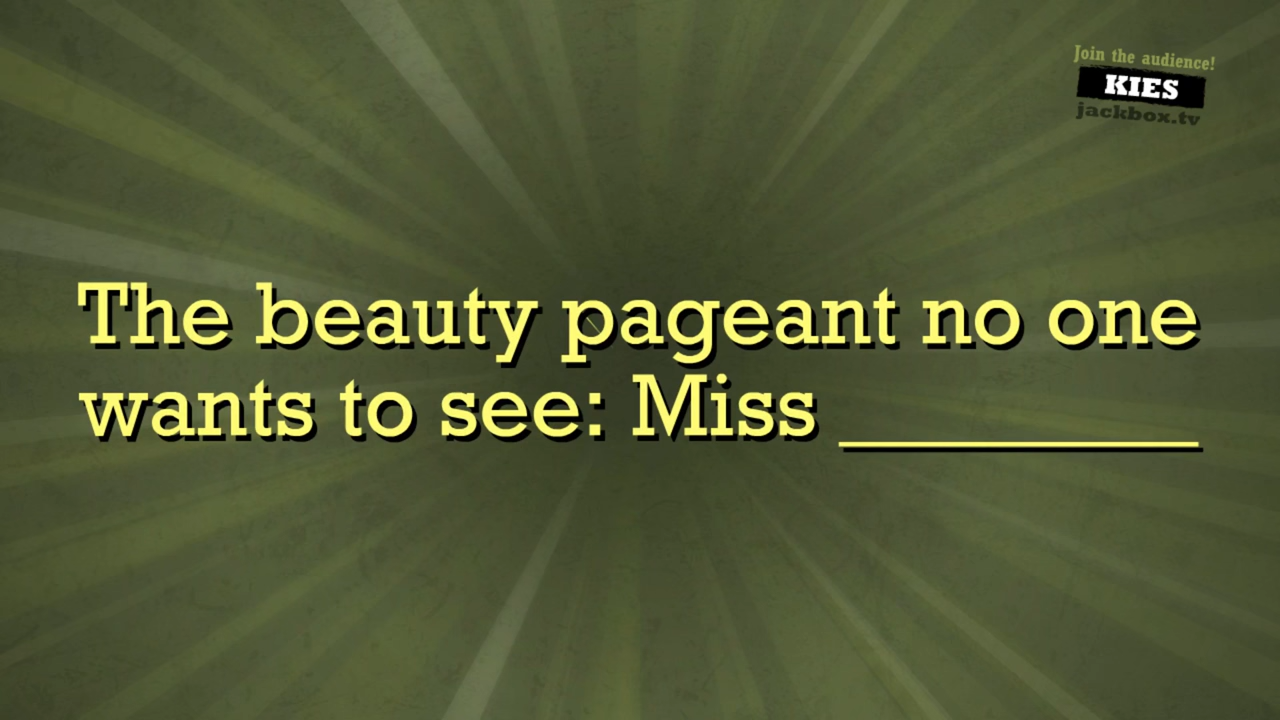 Join the audience!
KIES
jackbox.tv
The beauty pageant no one
wants to see: Miss ________